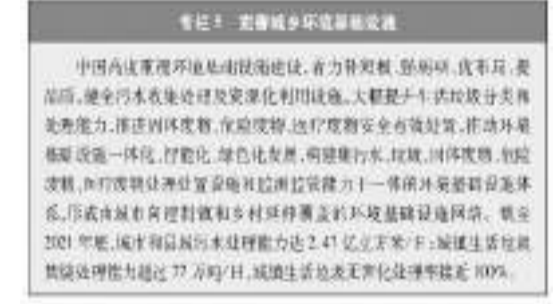 专栏5 完善城乡环境基础设施
中国高度重视环境基础设施建设，着力补短板、强弱项、优布局、提
品质，健全污水收集处理及资源化利用设施，大幅提升生活垃圾分类和
处理能力，推进固体废物、危险废物、医疗废物安全有效处置，推动环境
基础设施一体化、智能化、绿色化发展，构建集污水、垃圾、固体废物、危险
废物、医疗废物处理处置设施和监测监管能力于一体的环境基础设施体
系，形成由城市向建制镇和乡村延伸覆盖的环境基础设施网络。截至
2021年底，城市和县城污水处理能力达2.47亿立方米/日；城镇生活垃圾
焚烧处理能力超过77万吨/日，城镇生活垃圾无害化处理率接近100%。